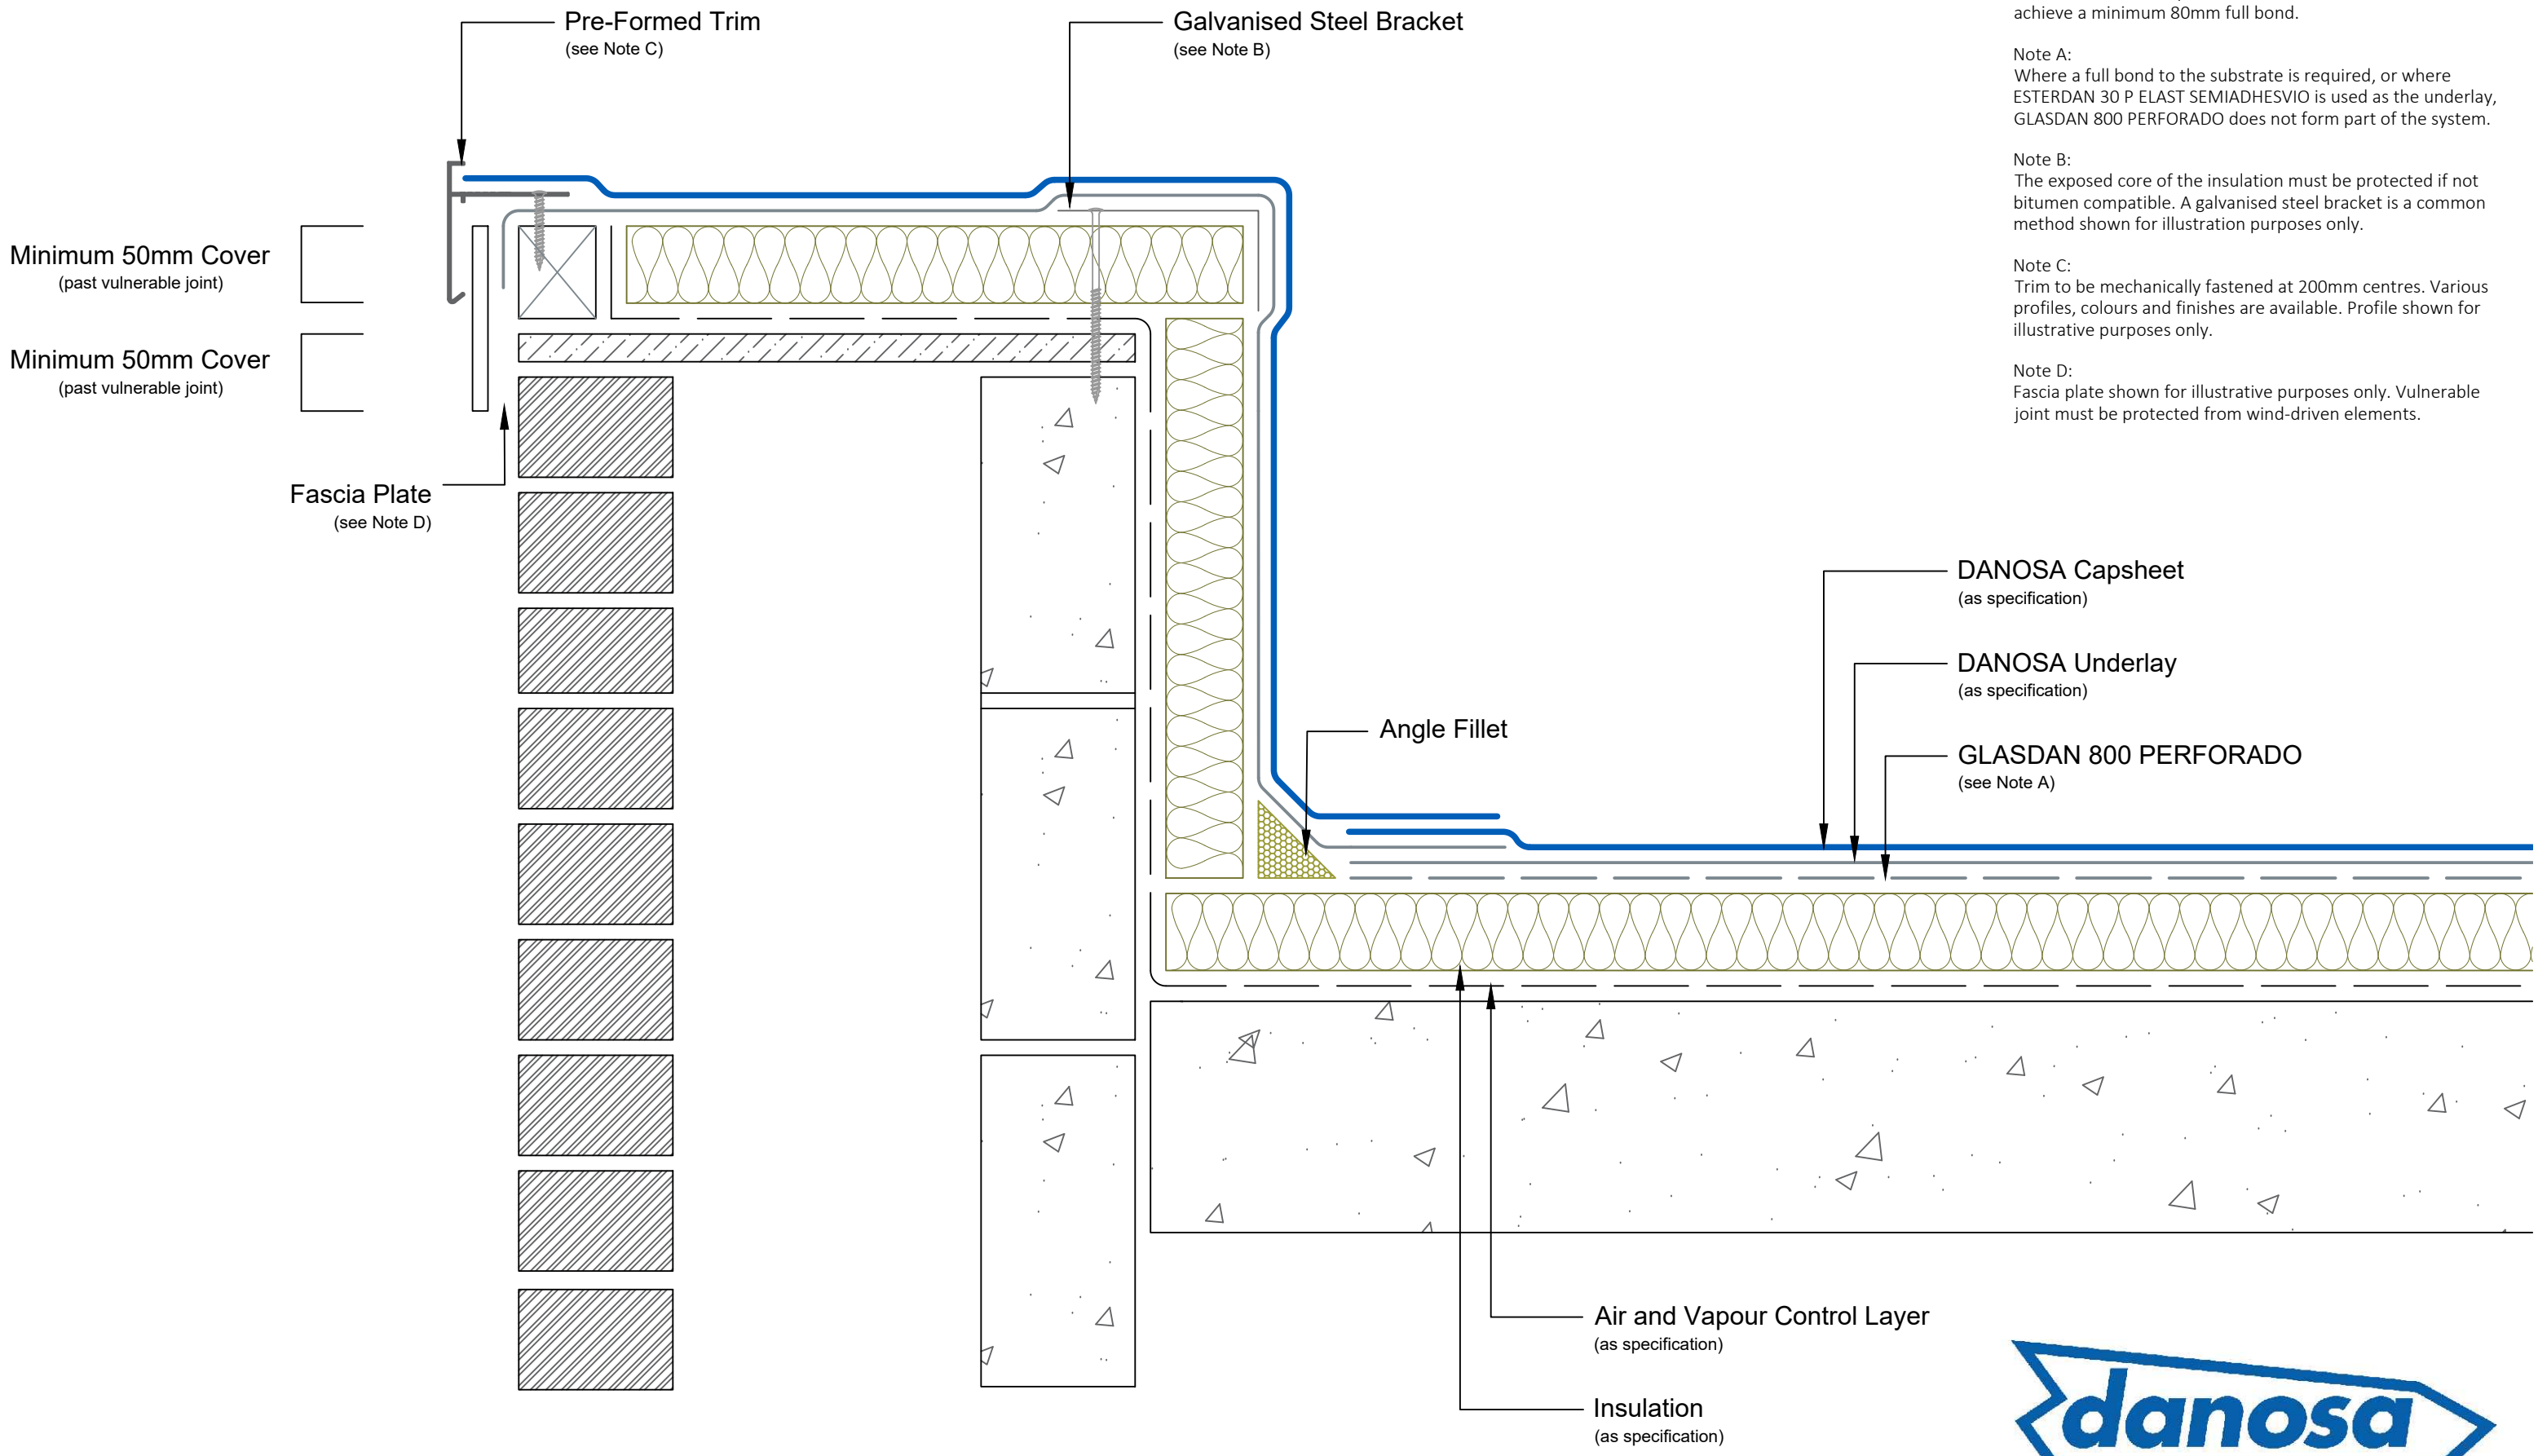 Pre-Formed Trim
(see Note C)
Galvanised Steel Bracket
(see Note B)
achieve a minimum 80mm full bond.
Note A:
Where a full bond to the substrate is required, or where
ESTERDAN 30 P ELAST SEMIADHESVIO is used as the underlay,
GLASDAN 800 PERFORADO does not form part of the system.
Note B:
The exposed core of the insulation must be protected if not
bitumen compatible. A galvanised steel bracket is a common
method shown for illustration purposes only.
Note C:
Trim to be mechanically fastened at 200mm centres. Various
profiles, colours and finishes are available. Profile shown for
illustrative purposes only.
Note D:
Fascia plate shown for illustrative purposes only. Vulnerable
joint must be protected from wind-driven elements.
Minimum 50mm Cover
(past vulnerable joint)
Minimum 50mm Cover
(past vulnerable joint)
Fascia Plate
(see Note D)
DANOSA Capsheet
(as specification)
DANOSA Underlay
(as specification)
Angle Fillet
GLASDAN 800 PERFORADO
(see Note A)
Air and Vapour Control Layer
(as specification)
Insulation
(as specification)
danosa